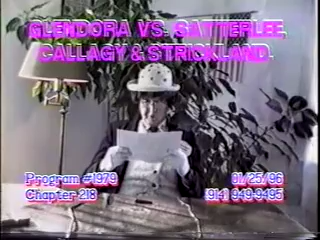 GLENDORA VS. SATTERLEE,
CALLAGY & STRICKLAND.
Program #1979
01/25/96
Chapter 218
(914) 949-9495